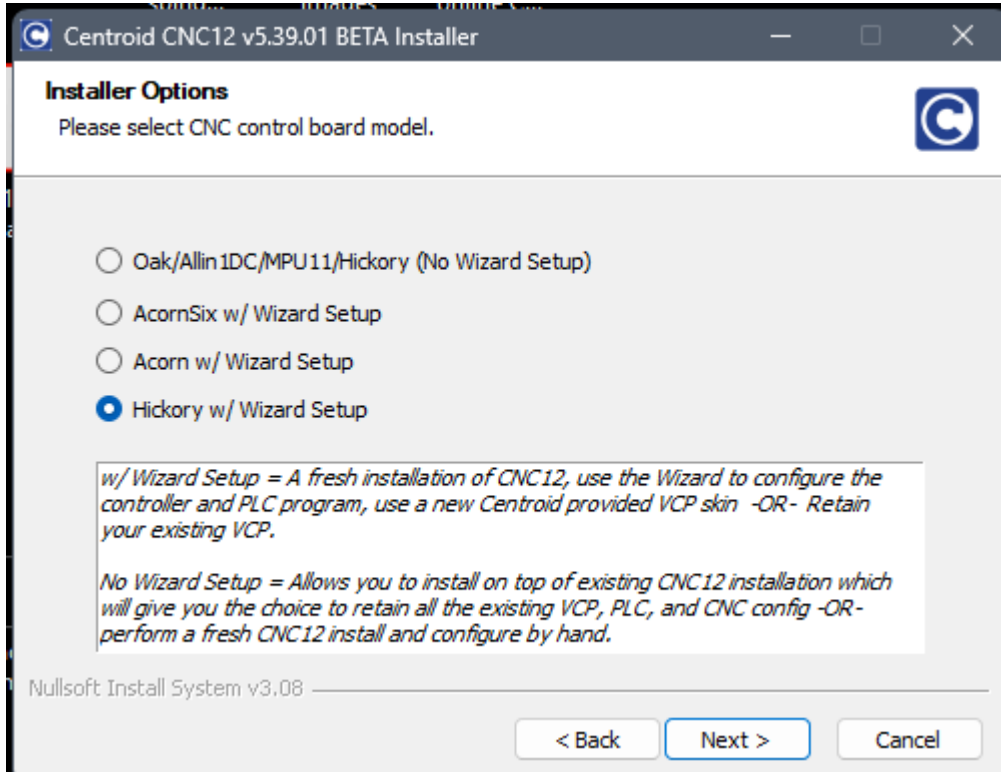 Centroid CNC12 v5.39.01 BETA Installer
Installer Options
Please select CNC control board model.
Oak/Allin1DC/MPU11/Hickory (No Wizard Setup)
AcornSix w/ Wizard Setup
Acorn w/ Wizard Setup
Hickory w/ Wizard Setup
w/ Wizard Setup = A fresh installation of CNC12, use the Wizard to configure the
controller and PLC program, use a new Centroid provided VCP skin -OR- Retain
your existing VCP.
No Wizard Setup = Allows you to install on top of existing CNC12 installation which
will give you the choice to retain all the existing VCP, PLC, and CNC config -OR-
perform a fresh CNC12 install and configure by hand.
Nullsoft Install System v3.08
< Back Next > Cancel